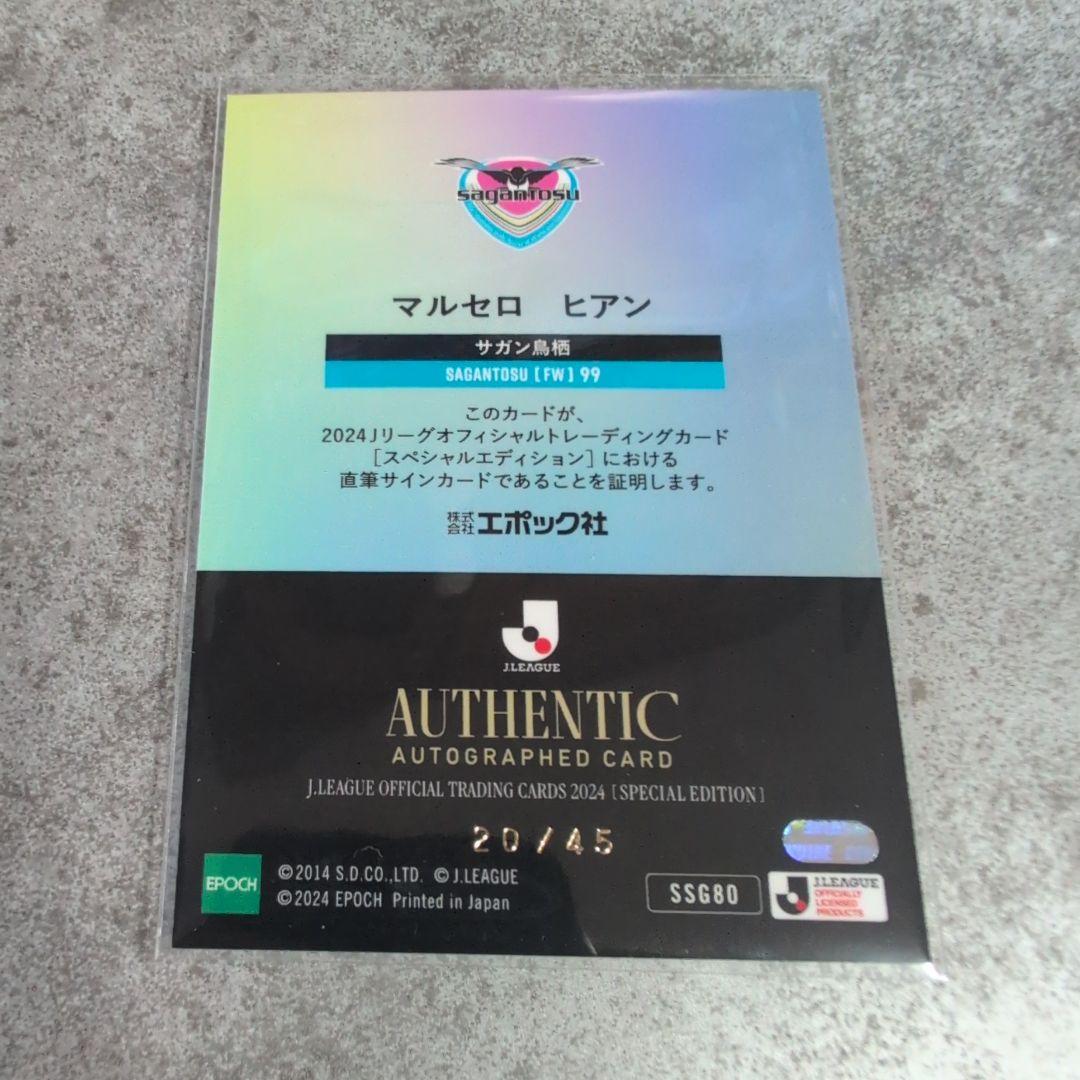 sagantosu
マルセロ ヒアン
サガン鳥栖
SAGANTOSU [FW] 99
このカードが、
2024Jリーグオフィシャルトレーディングカード
[スペシャルエディション] における
直筆サインカードであることを証明します。
株式会社エポック社
J.LEAGUE
AUTHENTIC
AUTOGRAPHED CARD
J.LEAGUE OFFICIAL TRADING CARDS 2024 [SPECIAL EDITION]
20/45
EPOCH
©2014 S.D.CO.,LTD. © J.LEAGUE
©2024 EPOCH Printed in Japan
SSG80
J.LEAGUE
OFFICIALLY
LICENSED
PRODUCTS